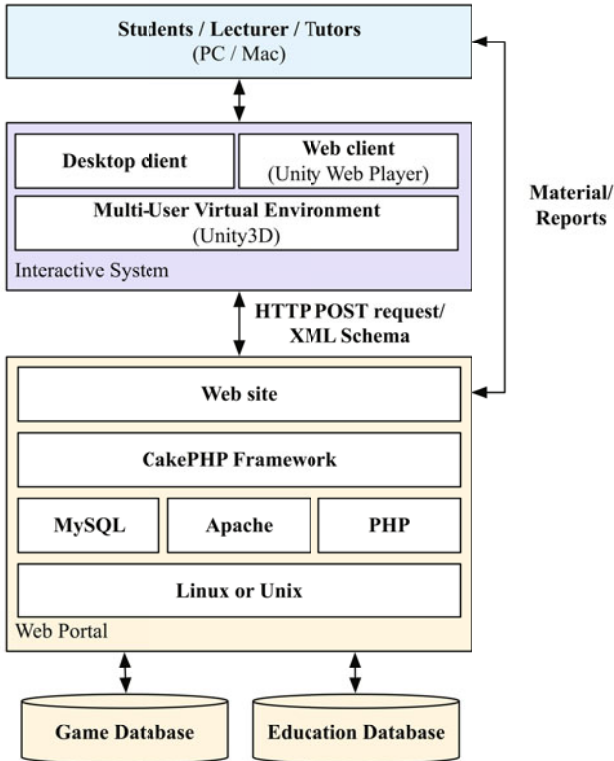 Students / Lecturer / Tutors
(PC / Mac)
Desktop client
Web client
(Unity Web Player)
Multi-User Virtual Environment
(Unity3D)
Interactive System
Material/
Reports
HTTP POST request/
XML Schema
Web site
CakePHP Framework
MySQL
Apache
PHP
Linux or Unix
Web Portal
Game Database
Education Database